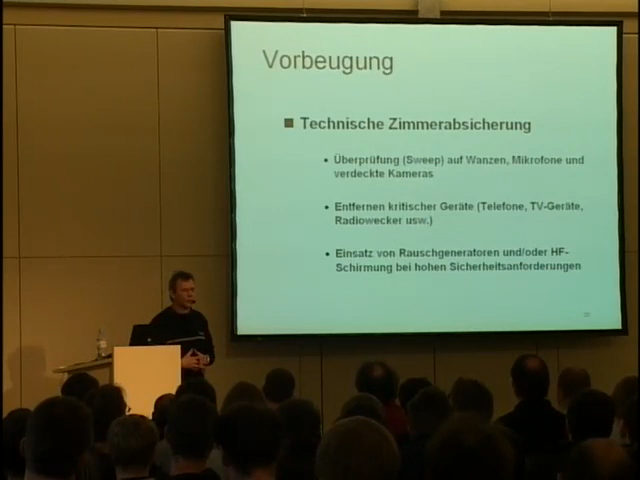 Vorbeugung
■ Technische Zimmerabsicherung
• Überprüfung (Sweep) auf Wanzen, Mikrofone und
verdeckte Kameras
• Entfernen kritischer Geräte (Telefone, TV-Geräte,
Radiowecker usw.)
• Einsatz von Rauschgeneratoren und/oder HF-
Schirmung bei hohen Sicherheitsanforderungen